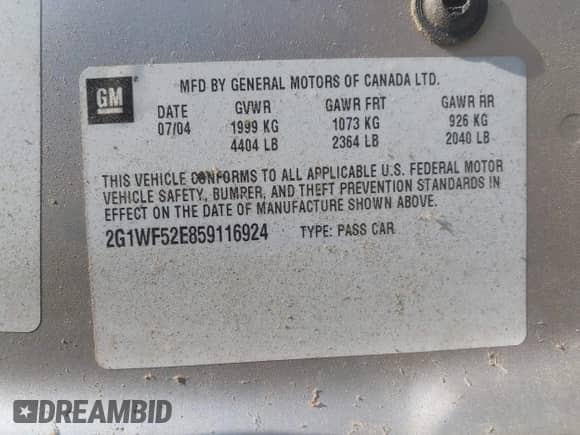 GM
MFD BY GENERAL MOTORS OF CANADA LTD.
DATE GVWR GAWR FRT GAWR RR
07/04 1999 KG 1073 KG 926 KG
4404 LB 2364 LB 2040 LB
THIS VEHICLE CONFORMS TO ALL APPLICABLE U.S. FEDERAL MOTOR
VEHICLE SAFETY, BUMPER, AND THEFT PREVENTION STANDARDS IN
EFFECT ON THE DATE OF MANUFACTURE SHOWN ABOVE.
2G1WF52E859116924 TYPE: PASS CAR
DREAMBID